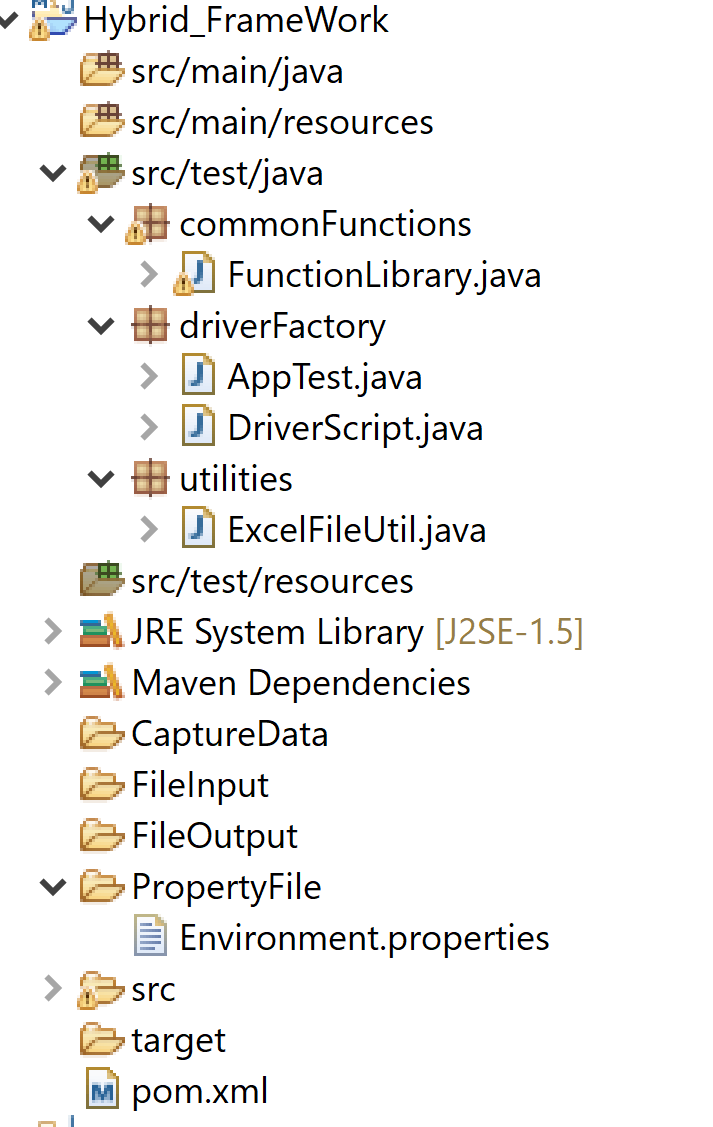 Hybrid_FrameWork
src/main/java
src/main/resources
src/test/java
commonFunctions
FunctionLibrary.java
driverFactory
AppTest.java
DriverScript.java
utilities
ExcelFileUtil.java
src/test/resources
JRE System Library [J2SE-1.5]
Maven Dependencies
CaptureData
FileInput
FileOutput
PropertyFile
Environment.properties
src
target
pom.xml